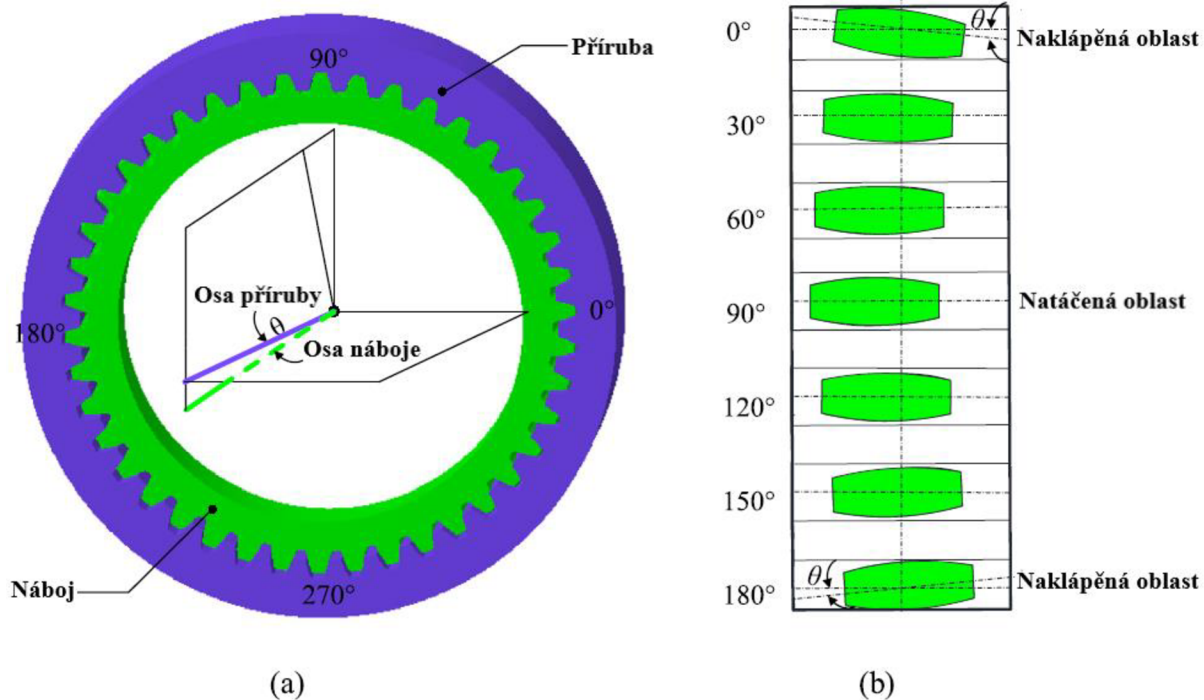 Příruba
90°
Osa příruby
θ
0°
180°
Osa náboje
Náboj
270°
(a)
0°
θ
Naklápěná oblast
30°
60°
90°
Natáčená oblast
120°
150°
θ
180°
Naklápěná oblast
(b)